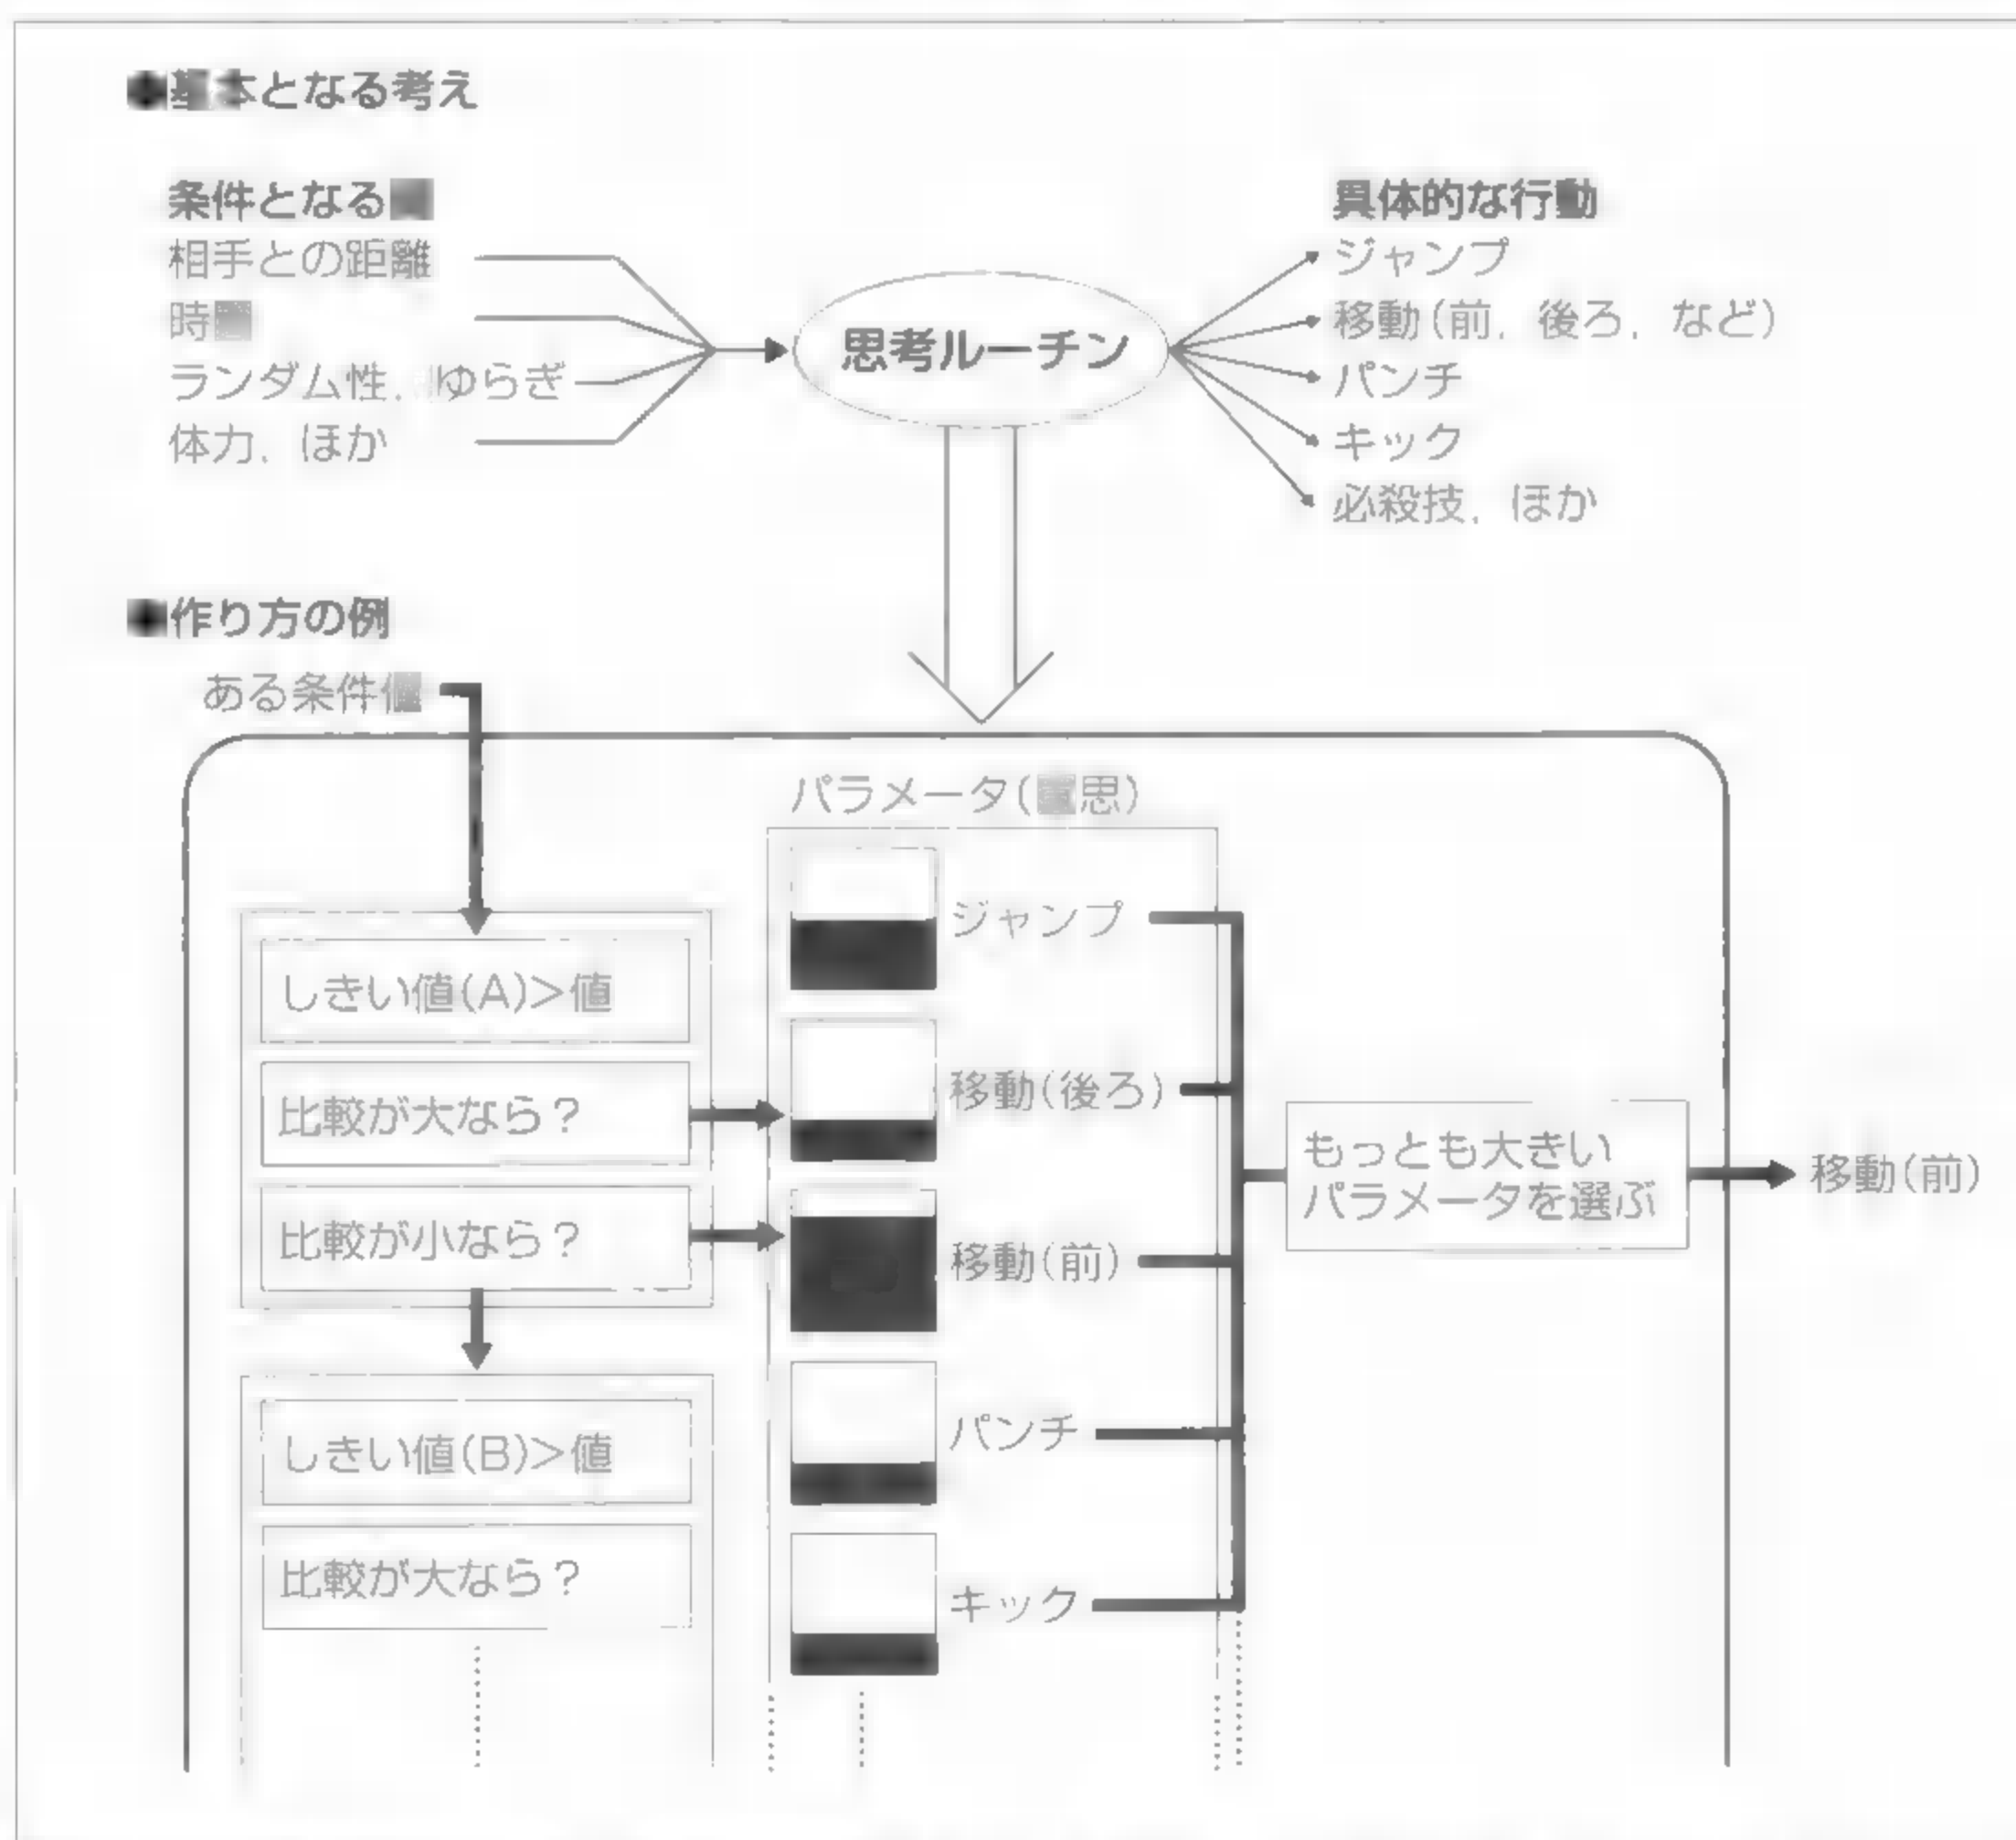 ●基本となる考え
条件となる
相手との距離
時
ランダム性, ゆらぎ
体力, ほか
思考ルーチン
具体的な行動
ジャンプ
移動(前, 後ろ, など)
パンチ
キック
必殺技, ほか
●作り方の例
ある条件値
パラメータ(思)
しきい値(A)>値
比較が大なら?
比較が小なら?
しきい値(B)>値
比較が大なら?
ジャンプ
移動(後ろ)
移動(前)
パンチ
キック
もっとも大きい
パラメータを選ぶ
移動(前)